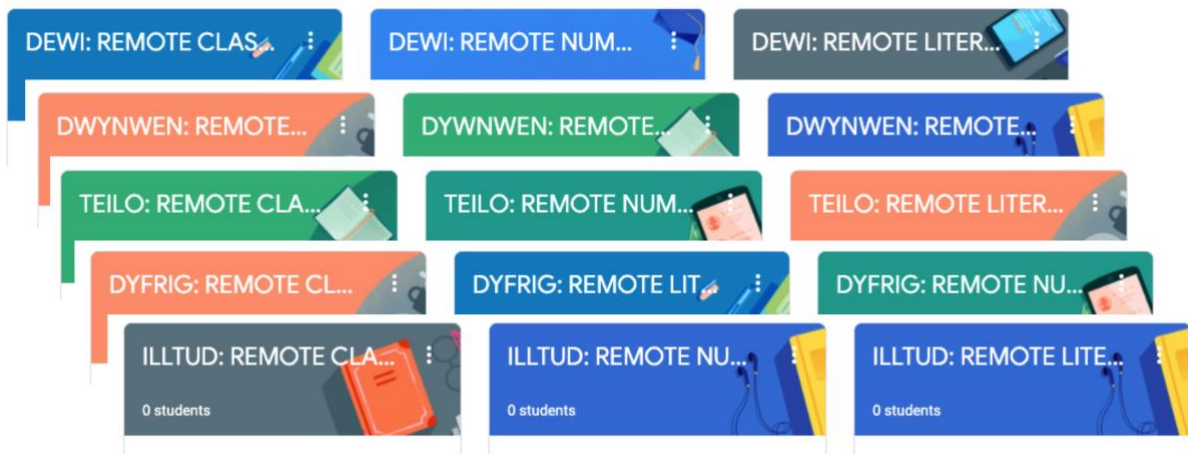 DEWI: REMOTE CLAS...
DEWI: REMOTE NUM...
DEWI: REMOTE LITER...
DWYNWEN: REMOTE...
DYWNWEN: REMOTE...
DWYNWEN: REMOTE...
TEILO: REMOTE CLA...
TEILO: REMOTE NUM...
TEILO: REMOTE LITER...
DYFRIG: REMOTE CL...
DYFRIG: REMOTE LIT...
DYFRIG: REMOTE NU...
ILLTUD: REMOTE CLA...
ILLTUD: REMOTE NU...
ILLTUD: REMOTE LITE...
0 students
0 students
0 students